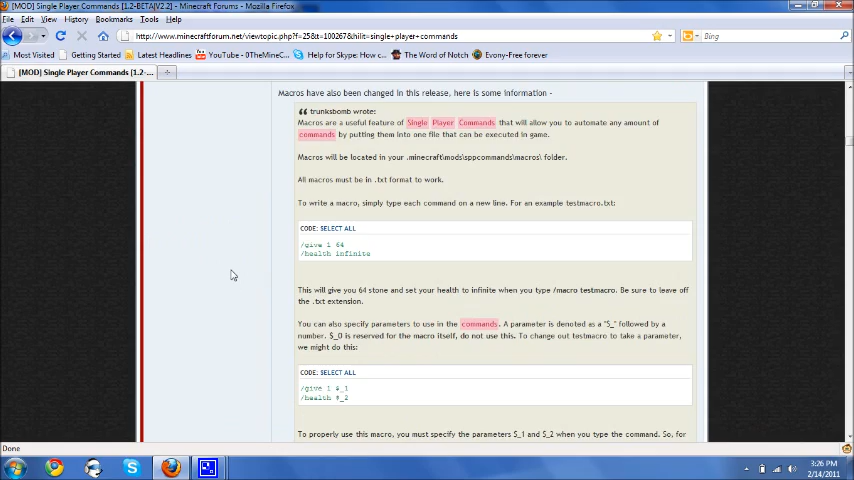 [MOD] Single Player Commands [1.2-BETA|V2.2] - Minecraft Forums - Mozilla Firefox
File Edit View History Bookmarks Tools Help
http://www.minecraftforum.net/viewtopic.php?f=25&t=100267&hilit=single+player+commands
Bing
Most Visited Getting Started Latest Headlines YouTube - 0TheMineC... Help for Skype: How c... The Word of Notch Evony-Free forever
[MOD] Single Player Commands [1.2-...
Macros have also been changed in this release, here is some information -
trunksbomb wrote:
Macros are a useful feature of Single Player Commands that will allow you to automate any amount of
commands by putting them into one file that can be executed in game.
Macros will be located in your .minecraft\mods\sppcommands\macros\ folder.
All macros must be in .txt format to work.
To write a macro, simply type each command on a new line. For an example testmacro.txt:
CODE: SELECT ALL
/give 1 64
/health infinite
This will give you 64 stone and set your health to infinite when you type /macro testmacro. Be sure to leave off
the .txt extension.
You can also specify parameters to use in the commands. A parameter is denoted as a "$_" followed by a
number. $_0 is reserved for the macro itself, do not use this. To change out testmacro to take a parameter,
we might do this:
CODE: SELECT ALL
/give 1 $_1
/health $_2
To properly use this macro, you must specify the parameters $_1 and $_2 when you type the command. So, for
Done
3:26 PM
2/14/2011